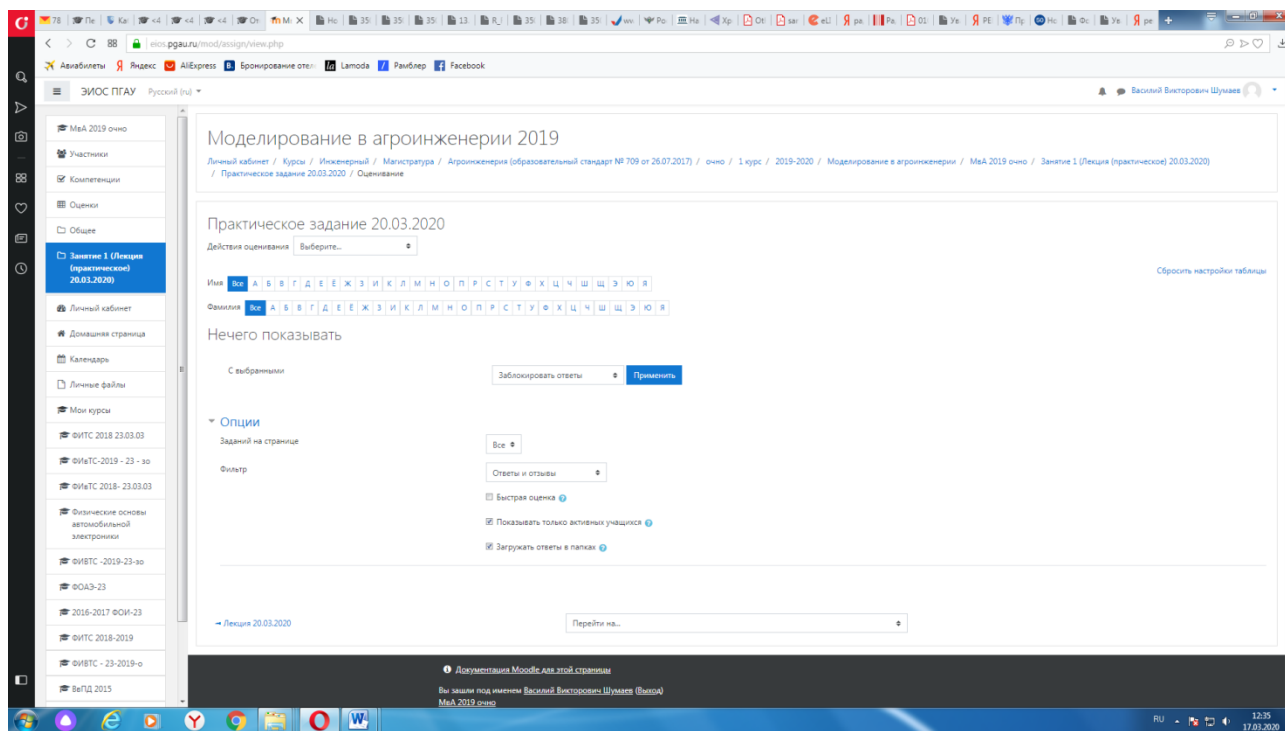 eios.pgau.ru/mod/assign/view.php
Авиабилеты Яндекс AliExpress Бронирование отел Lamoda Рамблер Facebook
ЭИОС ПГАУ Русский (ru)
Василий Викторович Шумаев
МвА 2019 очно
Участники
Компетенции
Оценки
Общее
Занятие 1 (Лекция
(практическое)
20.03.2020)
Личный кабинет
Домашняя страница
Календарь
Личные файлы
Мои курсы
ФИТС 2018 23.03.03
ФИвТС-2019 - 23 - зо
ФИвТС 2018- 23.03.03
Физические основы
автомобильной
электроники
ФИВТС -2019-23-зо
ФОАЭ-23
2016-2017 ФОИ-23
ФИТС 2018-2019
ФИВТС - 23-2019-о
ВвПД 2015
Моделирование в агроинженерии 2019
Личный кабинет / Курсы / Инженерный / Магистратура / Агроинженерия (образовательный стандарт № 709 от 26.07.2017) / очно / 1 курс / 2019-2020 / Моделирование в агроинженерии / МвА 2019 очно / Занятие 1 (Лекция (практическое) 20.03.2020)
/ Практическое задание 20.03.2020 / Оценивание
Практическое задание 20.03.2020
Действия оценивания Выберите...
Сбросить настройки таблицы
Имя Все А Б В Г Д Е Ё Ж З И К Л М Н О П Р С Т У Ф Х Ц Ч Ш Щ Э Ю Я
Фамилия Все А Б В Г Д Е Ё Ж З И К Л М Н О П Р С Т У Ф Х Ц Ч Ш Щ Э Ю Я
Нечего показывать
С выбранными Заблокировать ответы Применить
Опции
Заданий на странице Все
Фильтр Ответы и отзывы
Быстрая оценка
Показывать только активных учащихся
Загружать ответы в папках
Лекция 20.03.2020 Перейти на...
Документация Moodle для этой страницы
Вы зашли под именем Василий Викторович Шумаев (Выход)
МвА 2019 очно
RU 12:35
17.03.2020